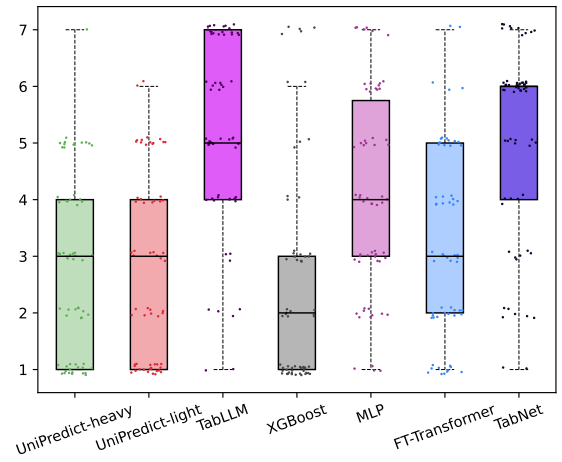 7
6
5
4
3
2
1
UniPredict-heavy
UniPredict-light
TabLLM
XGBoost
MLP
FT-Transformer
TabNet